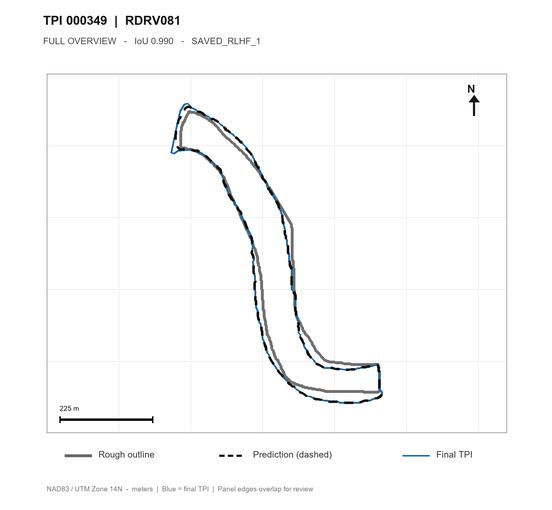 TPI 000349 | RDRV081
FULL OVERVIEW - IoU 0.990 - SAVED_RLHF_1
N
225 m
Rough outline
Prediction (dashed)
Final TPI
NAD83 / UTM Zone 14N - meters | Blue = final TPI | Panel edges overlap for review